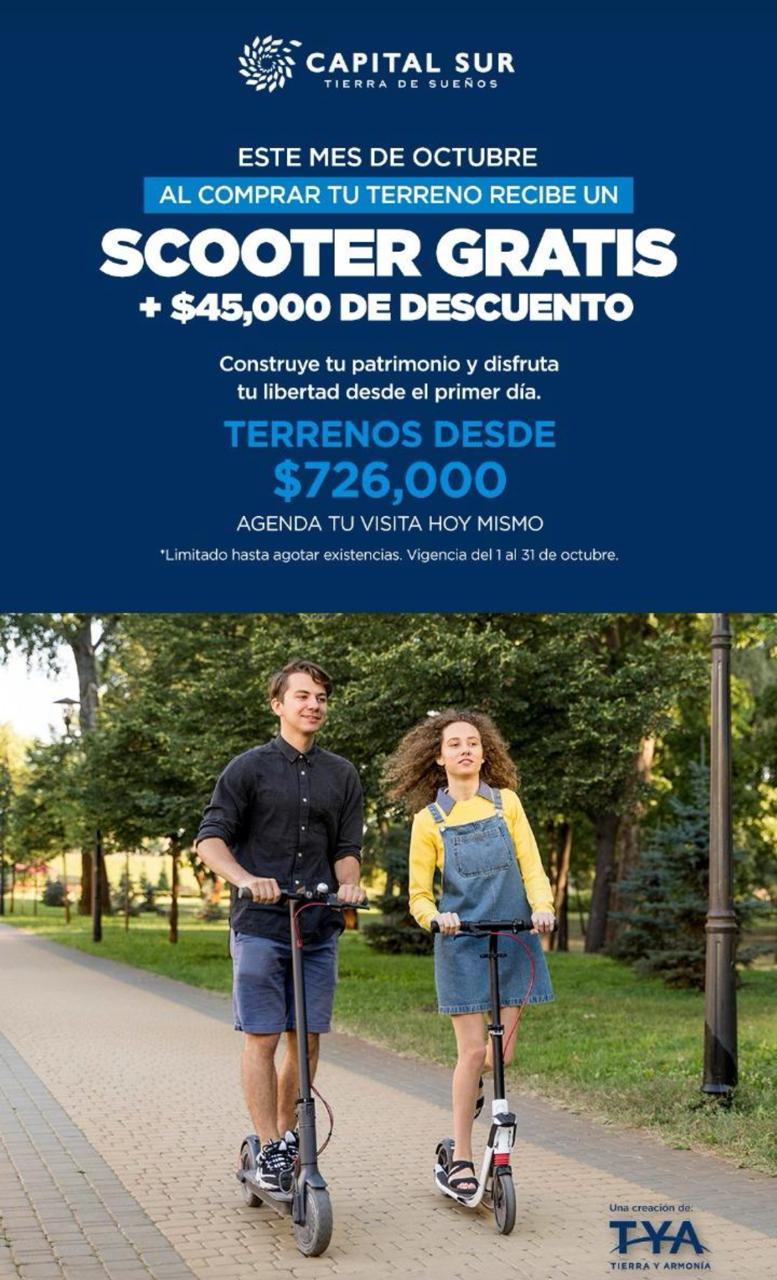 CAPITAL SUR
TIERRA DE SUEÑOS
ESTE MES DE OCTUBRE
AL COMPRAR TU TERRENO RECIBE UN
SCOOTER GRATIS
+ $45,000 DE DESCUENTO
Construye tu patrimonio y disfruta
tu libertad desde el primer día.
TERRENOS DESDE
$726,000
AGENDA TU VISITA HOY MISMO
*Limitado hasta agotar existencias. Vigencia del 1 al 31 de octubre.
Una creación de:
TYA
TIERRA Y ARMONÍA